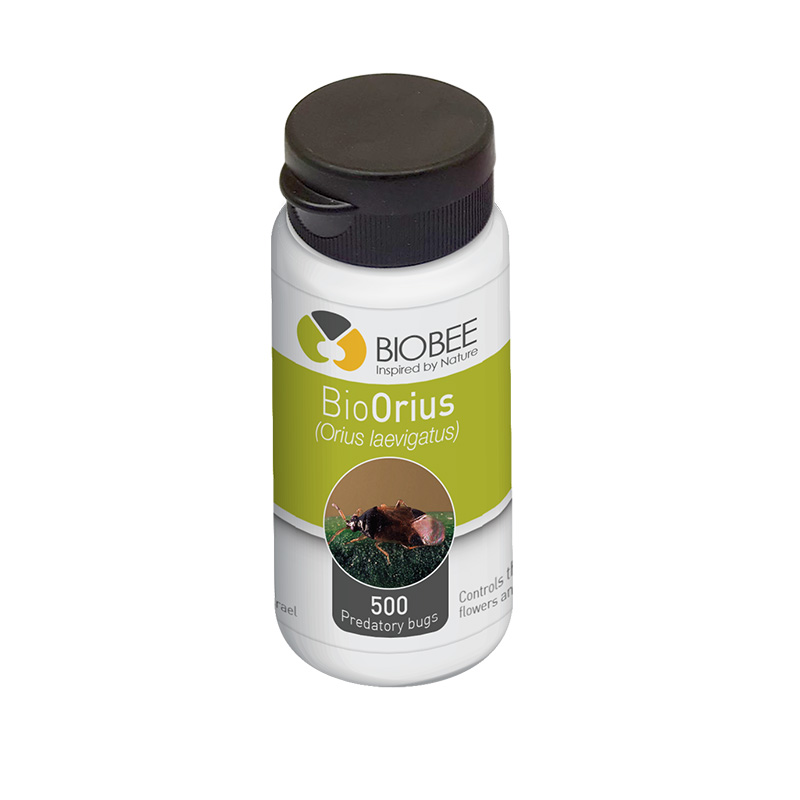 BIOBEE
Inspired by Nature
BioOrius
(Orius laevigatus)
500
Predatory bugs
Controls
flowers